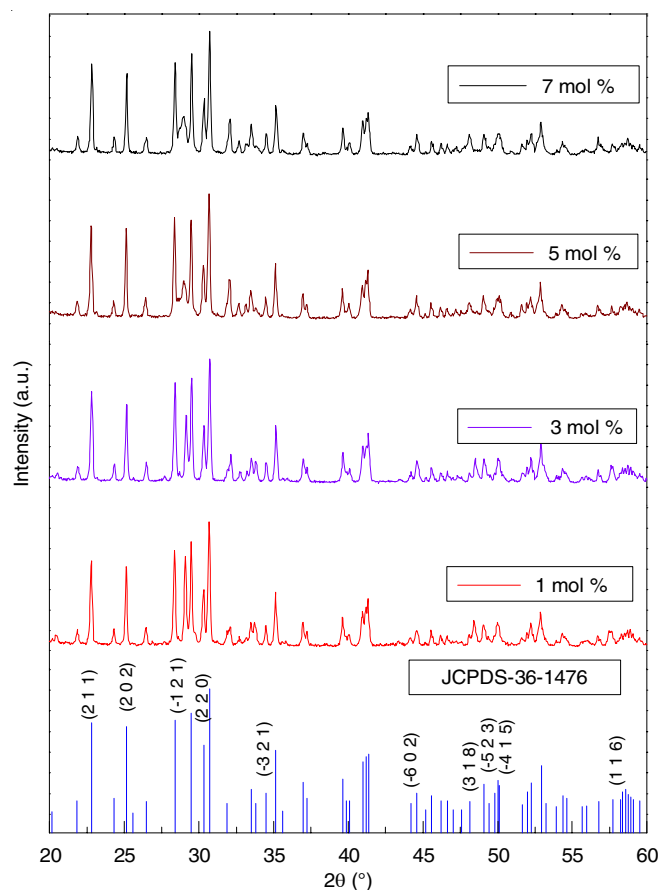 7 mol %
5 mol %
3 mol %
1 mol %
JCPDS-36-1476
(2 1 1)
(2 0 2)
(-1 2 1)
(2 2 0)
(-3 2 1)
(-6 0 2)
(3 1 8)
(-5 2 3)
(-4 1 5)
(1 1 6)
Intensity (a.u.)
20 25 30 35 40 45 50 55 60
2θ (°)